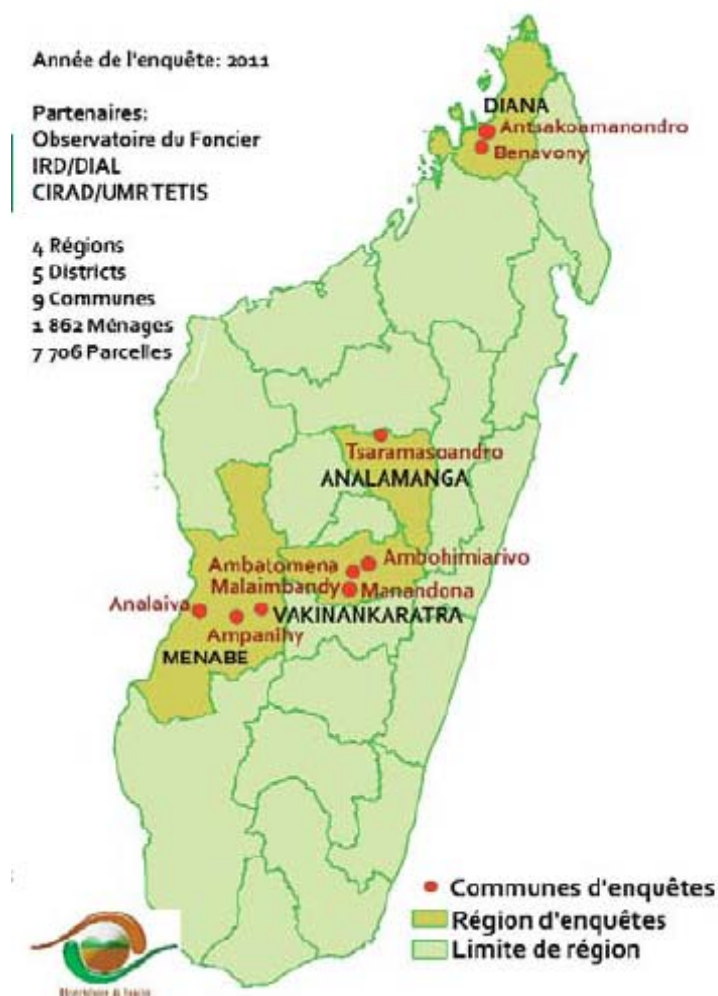 Année de l'enquête: 2011
Partenaires:
Observatoire du Foncier
IRD/DIAL
CIRAD/UMR TETIS
4 Régions
5 Districts
9 Communes
1 862 Ménages
7 706 Parcelles
DIANA
Antsakoamanondro
Benavony
Tsaramasoandro
ANALAMANGA
Ambatomena
Ambohimiarivo
Malaimbandy
Manandona
Analaiva
VAKINANKARATRA
Ampanihy
MENABE
Communes d'enquêtes
Région d'enquêtes
Limite de région